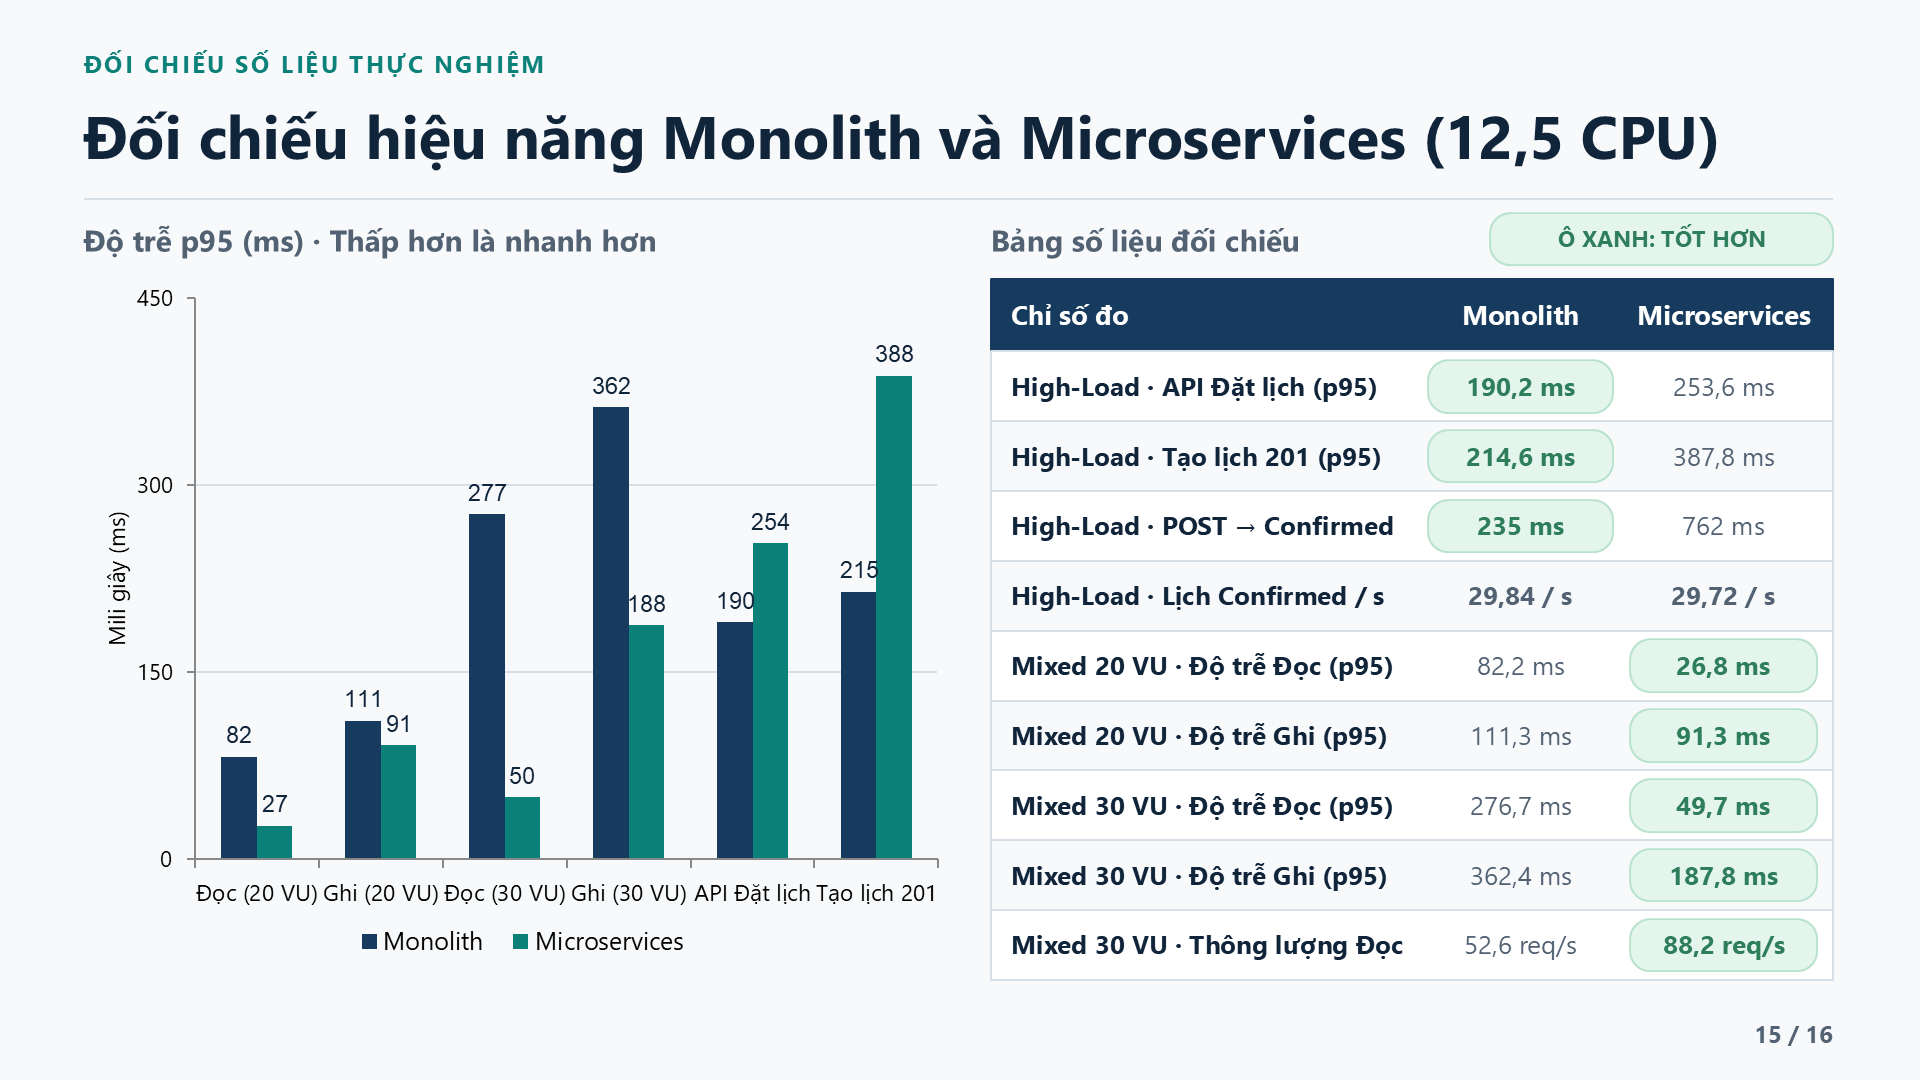 ĐỐI CHIẾU SỐ LIỆU THỰC NGHIỆM
Đối chiếu hiệu năng Monolith và Microservices (12,5 CPU)
Độ trễ p95 (ms) · Thấp hơn là nhanh hơn
450
300
150
0
Mili giây (ms)
82
27
111
91
277
50
362
188
190
254
215
388
Đọc (20 VU) Ghi (20 VU) Đọc (30 VU) Ghi (30 VU) API Đặt lịch Tạo lịch 201
Monolith Microservices
Bảng số liệu đối chiếu
Ô XANH: TỐT HƠN
Chỉ số đo Monolith Microservices
High-Load · API Đặt lịch (p95) 190,2 ms 253,6 ms
High-Load · Tạo lịch 201 (p95) 214,6 ms 387,8 ms
High-Load · POST → Confirmed 235 ms 762 ms
High-Load · Lịch Confirmed / s 29,84 / s 29,72 / s
Mixed 20 VU · Độ trễ Đọc (p95) 82,2 ms 26,8 ms
Mixed 20 VU · Độ trễ Ghi (p95) 111,3 ms 91,3 ms
Mixed 30 VU · Độ trễ Đọc (p95) 276,7 ms 49,7 ms
Mixed 30 VU · Độ trễ Ghi (p95) 362,4 ms 187,8 ms
Mixed 30 VU · Thông lượng Đọc 52,6 req/s 88,2 req/s
15 / 16